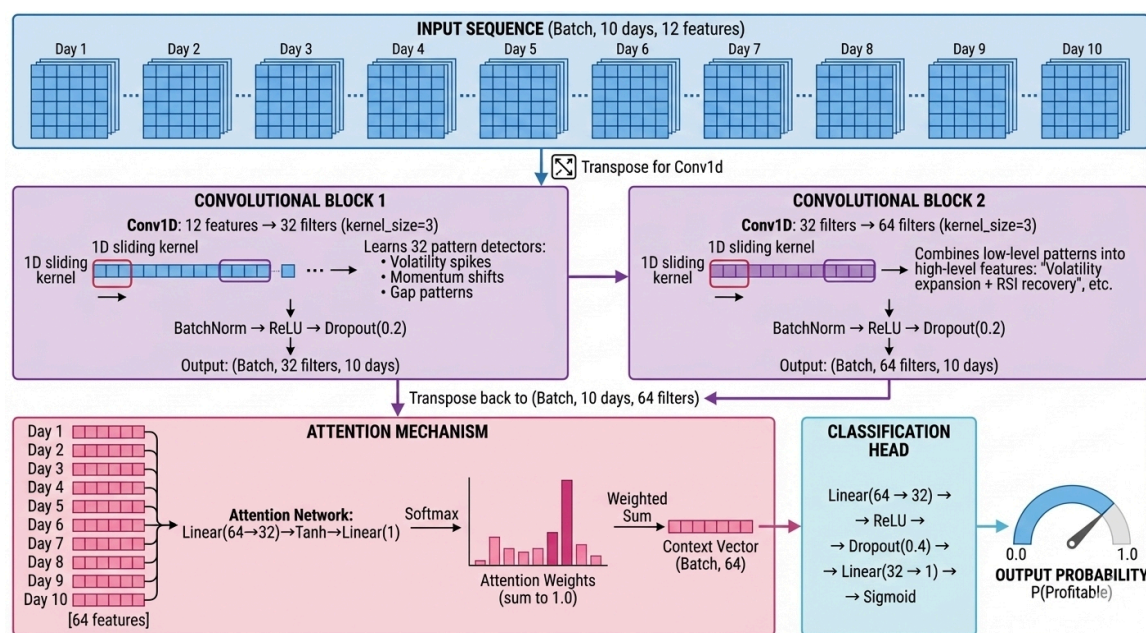 INPUT SEQUENCE (Batch, 10 days, 12 features)
Day 1
Day 2
Day 3
Day 4
Day 5
Day 6
Day 7
Day 8
Day 9
Day 10
Transpose for Conv1d
CONVOLUTIONAL BLOCK 1
Conv1D: 12 features → 32 filters (kernel_size=3)
1D sliding kernel
1D sliding
kernel
Learns 32 pattern detectors:
• Volatility spikes
• Momentum shifts
• Gap patterns
BatchNorm → ReLU → Dropout(0.2)
Output: (Batch, 32 filters, 10 days)
CONVOLUTIONAL BLOCK 2
Conv1D: 32 filters → 64 filters (kernel_size=3)
1D sliding kernel
1D sliding
kernel
Combines low-level patterns into
high-level features: "Volatility
expansion + RSI recovery", etc.
BatchNorm → ReLU → Dropout(0.2)
Output: (Batch, 64 filters, 10 days)
Transpose back to (Batch, 10 days, 64 filters)
ATTENTION MECHANISM
Day 1
Day 2
Day 3
Day 4
Day 5
Day 6
Day 7
Day 8
Day 9
Day 10
[64 features]
Attention Network:
Linear(64→32)→Tanh→Linear(1)
Softmax
Attention Weights
(sum to 1.0)
Weighted
Sum
Context Vector
(Batch, 64)
CLASSIFICATION
HEAD
Linear(64 → 32) →
→ ReLU →
→ Dropout(0.4) →
→ Linear(32 → 1) →
→ Sigmoid
0.0
1.0
OUTPUT PROBABILITY
P(Profitable)